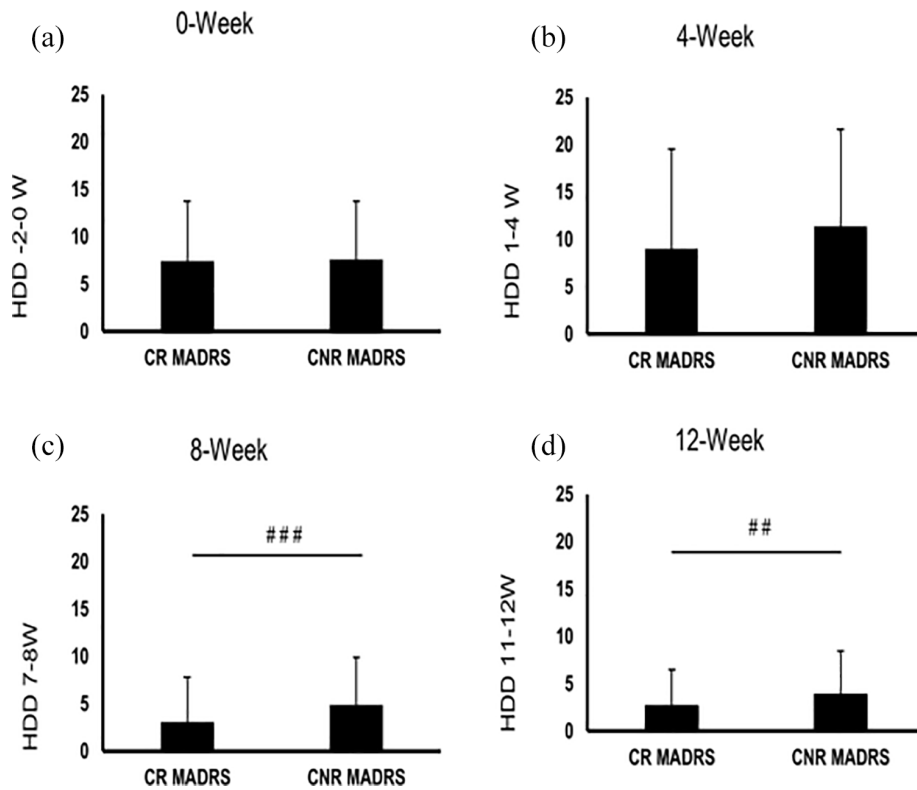 (a)
0-Week
HDD -2-0 W
25
20
15
10
5
0
CR MADRS
CNR MADRS
(b)
4-Week
HDD 1-4 W
25
20
15
10
5
0
CR MADRS
CNR MADRS
(c)
8-Week
HDD 7-8W
25
20
15
10
5
0
###
CR MADRS
CNR MADRS
(d)
12-Week
HDD 11-12W
25
20
15
10
5
0
##
CR MADRS
CNR MADRS